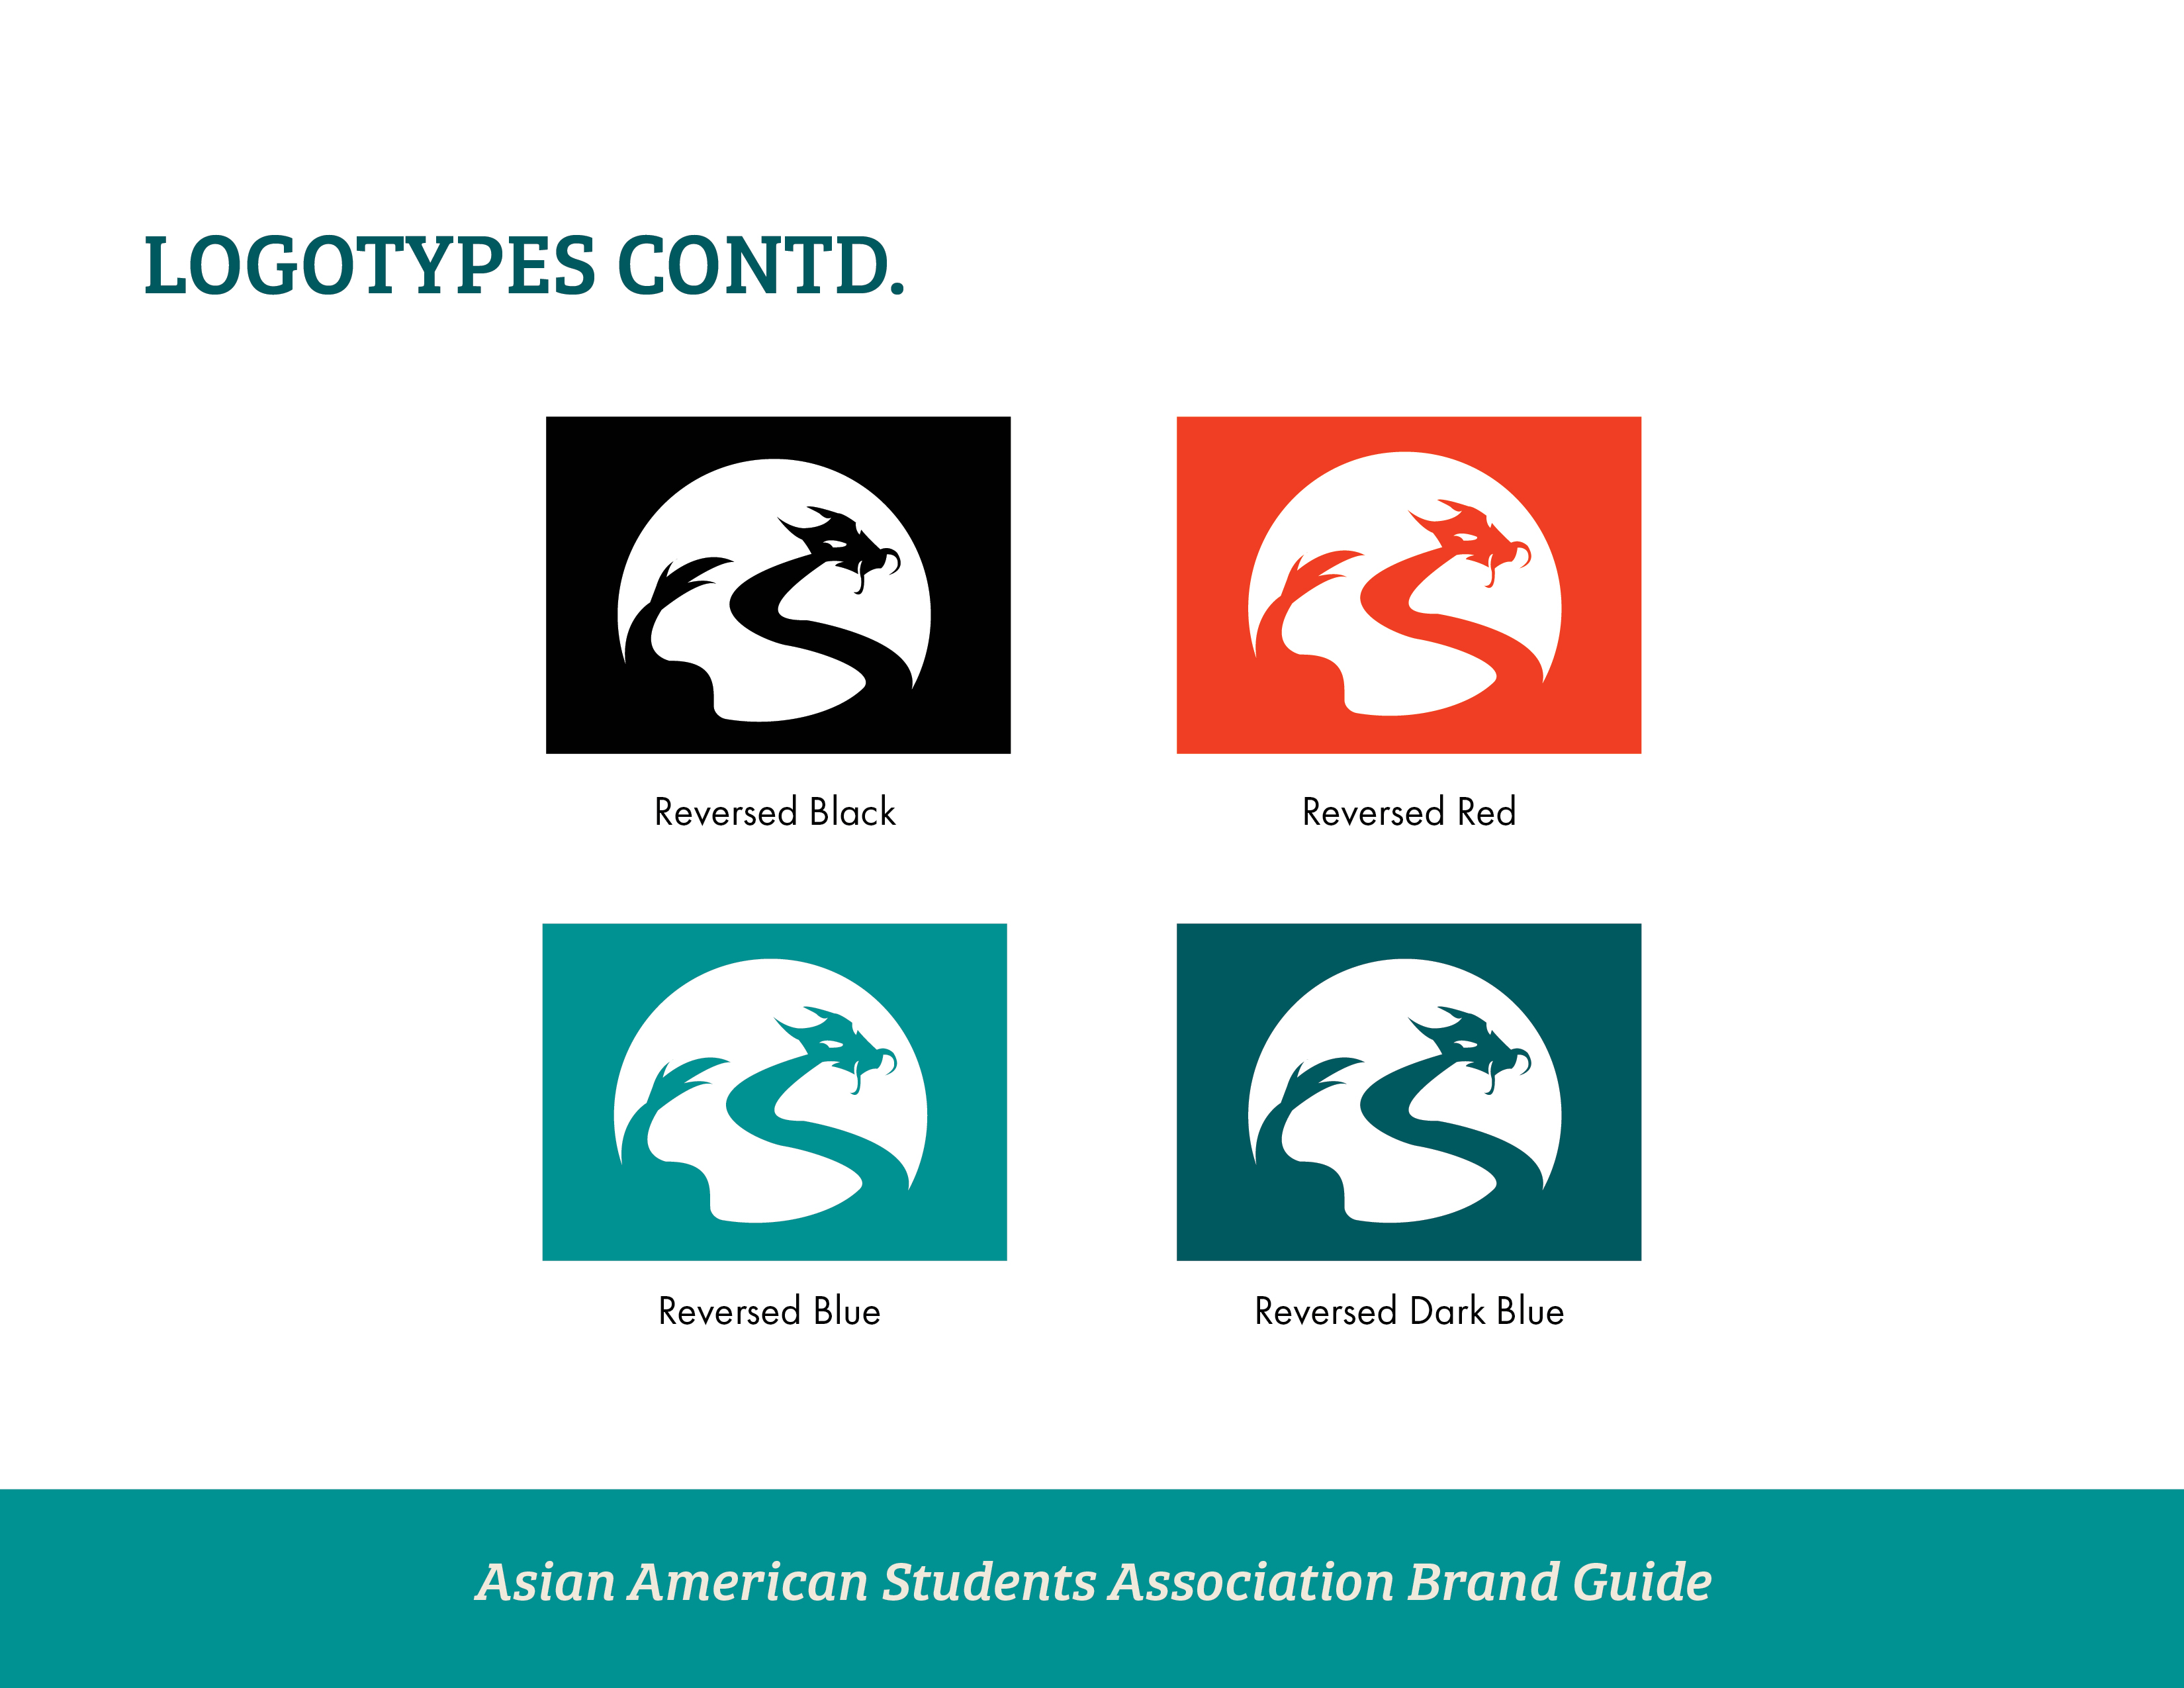 LOGOTYPES CONTD.
Reversed Black
Reversed Red
Reversed Blue
Reversed Dark Blue
Asian American Students Association Brand Guide